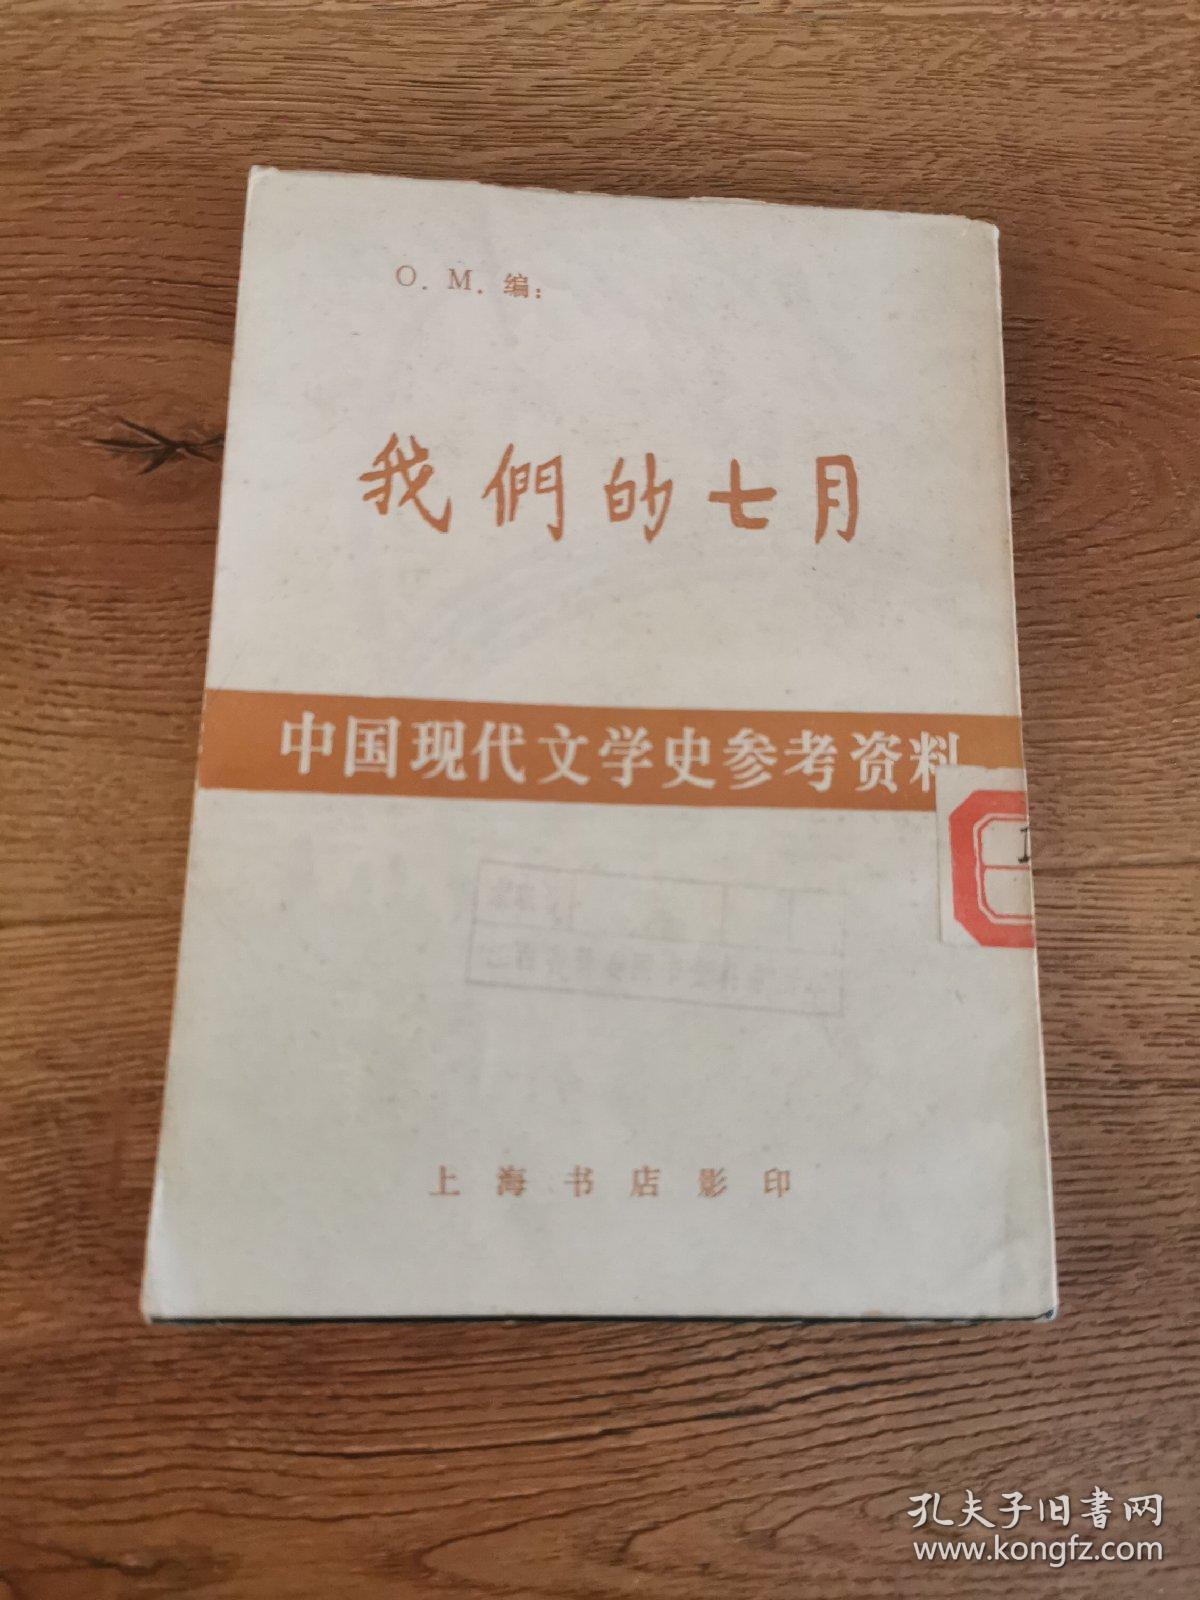 O. M. 编:
我們的七月
中国现代文学史参考资料
上海书店影印
孔夫子旧書网
www.kongfz.com